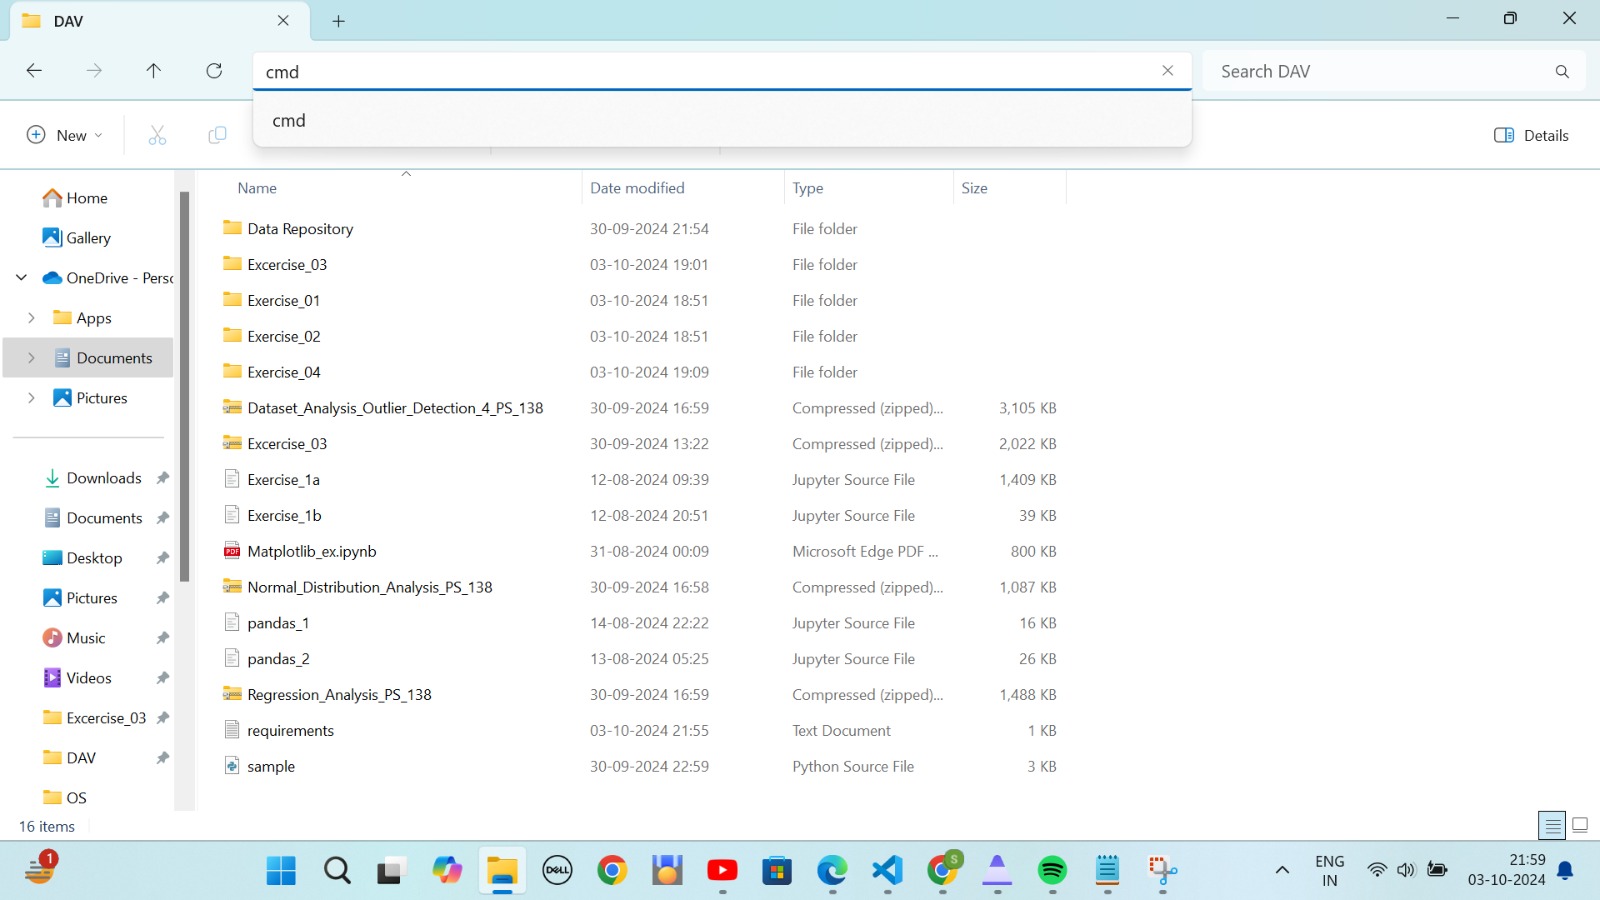 DAV
cmd
Search DAV
cmd
New
Details
Name
Date modified
Type
Size
Home
Gallery
OneDrive - Perso
Apps
Documents
Pictures
Downloads
Documents
Desktop
Pictures
Music
Videos
Excercise_03
DAV
OS
Data Repository 30-09-2024 21:54 File folder
Excercise_03 03-10-2024 19:01 File folder
Exercise_01 03-10-2024 18:51 File folder
Exercise_02 03-10-2024 18:51 File folder
Exercise_04 03-10-2024 19:09 File folder
Dataset_Analysis_Outlier_Detection_4_PS_138 30-09-2024 16:59 Compressed (zipped)... 3,105 KB
Excercise_03 30-09-2024 13:22 Compressed (zipped)... 2,022 KB
Exercise_1a 12-08-2024 09:39 Jupyter Source File 1,409 KB
Exercise_1b 12-08-2024 20:51 Jupyter Source File 39 KB
PDF Matplotlib_ex.ipynb 31-08-2024 00:09 Microsoft Edge PDF ... 800 KB
Normal_Distribution_Analysis_PS_138 30-09-2024 16:58 Compressed (zipped)... 1,087 KB
pandas_1 14-08-2024 22:22 Jupyter Source File 16 KB
pandas_2 13-08-2024 05:25 Jupyter Source File 26 KB
Regression_Analysis_PS_138 30-09-2024 16:59 Compressed (zipped)... 1,488 KB
requirements 03-10-2024 21:55 Text Document 1 KB
sample 30-09-2024 22:59 Python Source File 3 KB
16 items
1
DELL
S
ENG
IN
21:59
03-10-2024